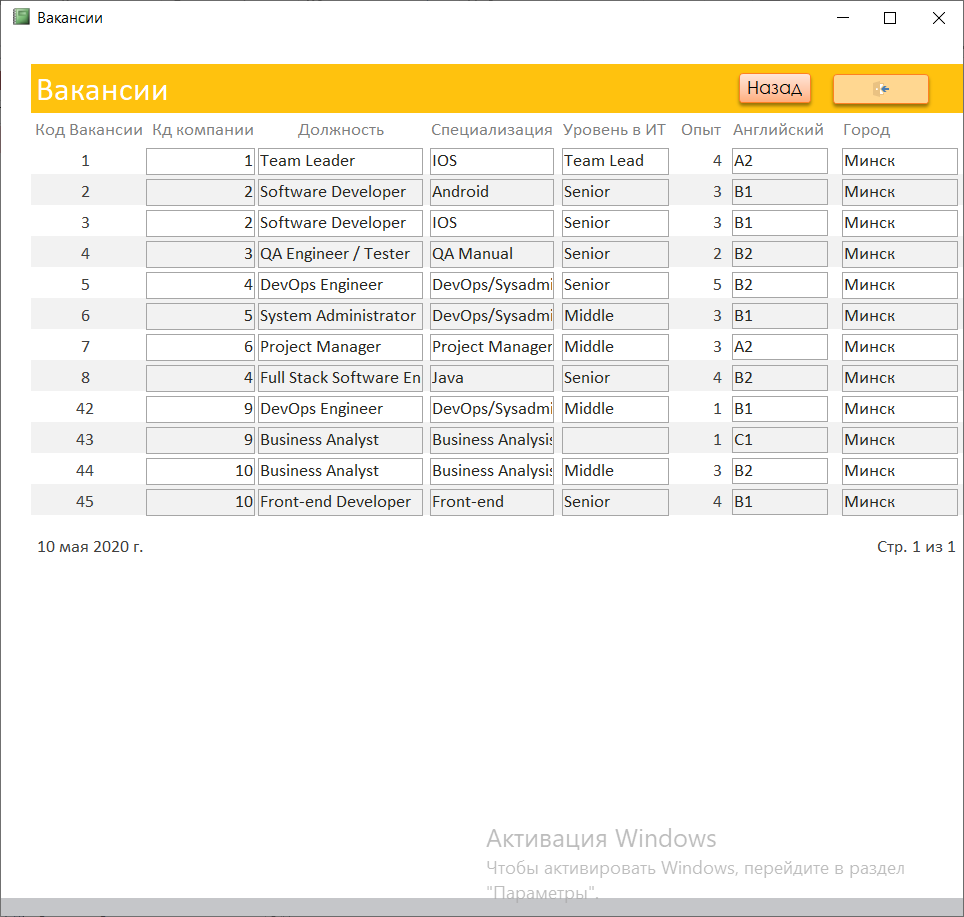 Вакансии
Вакансии Назад
Код Вакансии Кд компании Должность Специализация Уровень в ИТ Опыт Английский Город
1 1 Team Leader IOS Team Lead 4 A2 Минск
2 2 Software Developer Android Senior 3 B1 Минск
3 2 Software Developer IOS Senior 3 B1 Минск
4 3 QA Engineer / Tester QA Manual Senior 2 B2 Минск
5 4 DevOps Engineer DevOps/Sysadmi Senior 5 B2 Минск
6 5 System Administrator DevOps/Sysadmi Middle 3 B1 Минск
7 6 Project Manager Project Manager Middle 3 A2 Минск
8 4 Full Stack Software En Java Senior 4 B2 Минск
42 9 DevOps Engineer DevOps/Sysadmi Middle 1 B1 Минск
43 9 Business Analyst Business Analysis 1 C1 Минск
44 10 Business Analyst Business Analysis Middle 3 B2 Минск
45 10 Front-end Developer Front-end Senior 4 B1 Минск
10 мая 2020 г. Стр. 1 из 1
Активация Windows
Чтобы активировать Windows, перейдите в раздел
"Параметры".